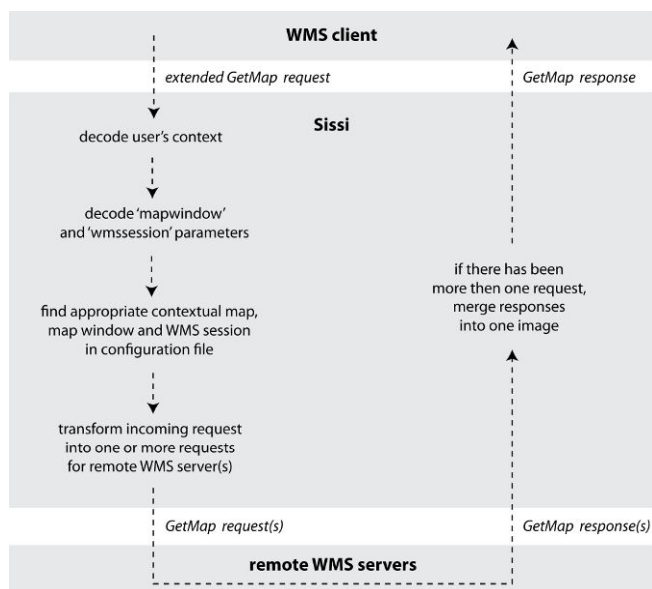 WMS client
extended GetMap request
GetMap response
Sissi
decode user's context
decode 'mapwindow'
and 'wmssession' parameters
find appropriate contextual map,
map window and WMS session
in configuration file
transform incoming request
into one or more requests
for remote WMS server(s)
if there has been
more then one request,
merge responses
into one image
GetMap request(s)
GetMap response(s)
remote WMS servers